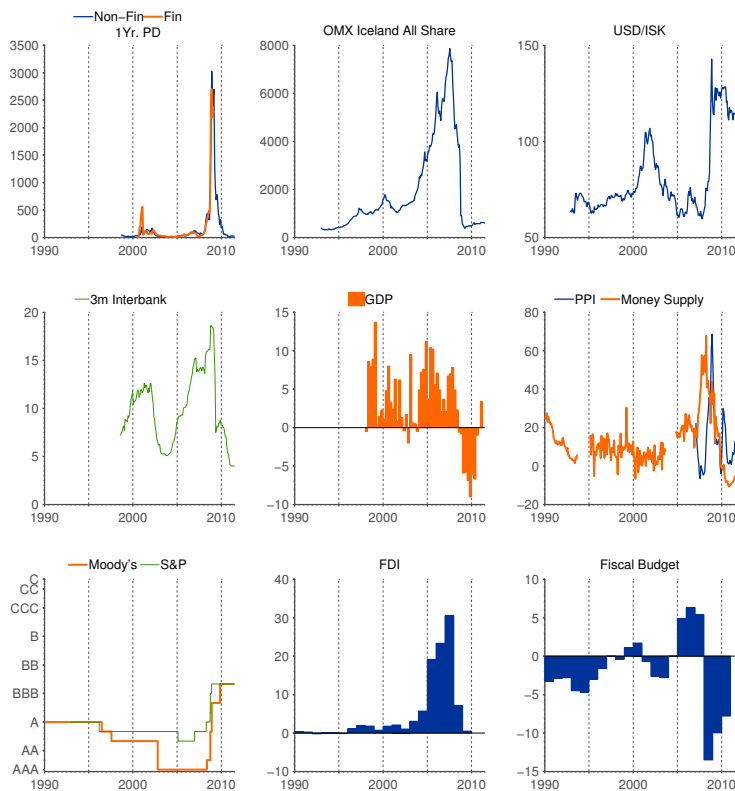 Non−Fin Fin
1Yr. PD
3500
3000
2500
2000
1500
1000
500
0
1990 2000 2010
OMX Iceland All Share
8000
6000
4000
2000
0
1990 2000 2010
USD/ISK
150
100
50
1990 2000 2010
3m Interbank
20
15
10
5
0
1990 2000 2010
GDP
15
10
5
0
−5
−10
1990 2000 2010
PPI Money Supply
80
60
40
20
0
−20
1990 2000 2010
Moody's S&P
C
CC
CCC
B
BB
BBB
A
AA
AAA
1990 2000 2010
FDI
40
30
20
10
0
−10
1990 2000 2010
Fiscal Budget
10
5
0
−5
−10
−15
1990 2000 2010